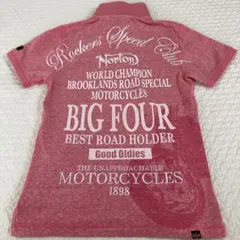 Rocker's Speed Club
Norton
WORLD CHAMPION
BROOKLANDS ROAD SPECIAL
MOTORCYCLES
BIG FOUR
BEST ROAD HOLDER
Good Oldies
THE UNAPPROACHABLE
MOTORCYCLES
1898